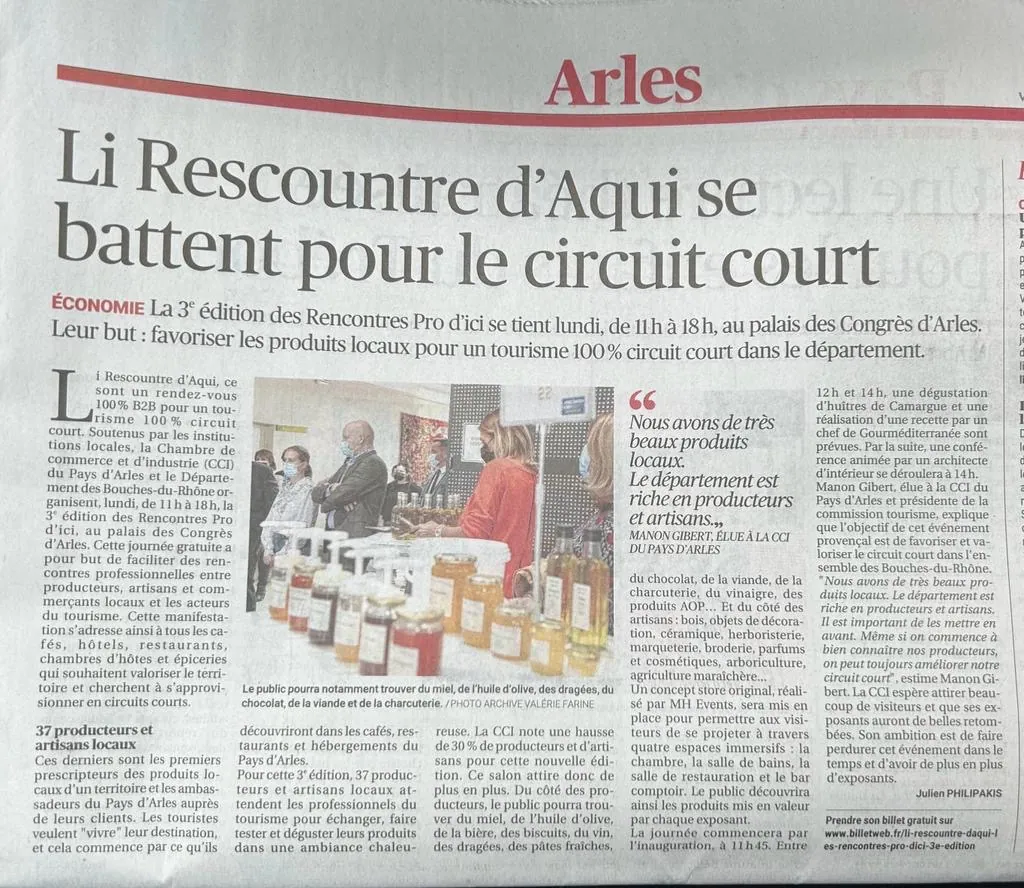 Arles
Li Rescountre d'Aqui se
battent pour le circuit court
ÉCONOMIE La 3e édition des Rencontres Pro d'ici se tient lundi, de 11 h à 18 h, au palais des Congrès d'Arles.
Leur but : favoriser les produits locaux pour un tourisme 100 % circuit court dans le département.
Li Rescountre d'Aqui, ce
sont un rendez-vous
100% B2B pour un tou-
risme 100 % circuit
court. Soutenus par les institu-
tions locales, la Chambre de
commerce et d'industrie (CCI)
du Pays d'Arles et le Départe-
ment des Bouches-du-Rhône or-
ganisent, lundi, de 11 h à 18 h, la
3e édition des Rencontres Pro
d'ici, au palais des Congrès
d'Arles. Cette journée gratuite a
pour but de faciliter des ren-
contres professionnelles entre
producteurs, artisans et com-
merçants locaux et les acteurs
du tourisme. Cette manifesta-
tion s'adresse ainsi à tous les ca-
fés, hôtels, restaurants,
chambres d'hôtes et épiceries
qui souhaitent valoriser le terri-
toire et cherchent à s'approvi-
sionner en circuits courts.
37 producteurs et
artisans locaux
Ces derniers sont les premiers
prescripteurs des produits lo-
caux d'un territoire et les ambas-
sadeurs du Pays d'Arles auprès
de leurs clients. Les touristes
veulent "vivre" leur destination,
et cela commence par ce qu'ils
22
Le public pourra notamment trouver du miel, de l'huile d'olive, des dragées, du
chocolat, de la viande et de la charcuterie. /PHOTO ARCHIVE VALÉRIE FARINE
découvriront dans les cafés, res-
taurants et hébergements du
Pays d'Arles.
Pour cette 3e édition, 37 produc-
teurs et artisans locaux at-
tendent les professionnels du
tourisme pour échanger, faire
tester et déguster leurs produits
dans une ambiance chaleu-
reuse. La CCI note une hausse
de 30 % de producteurs et d'arti-
sans pour cette nouvelle édi-
tion. Ce salon attire donc de
plus en plus. Du côté des pro-
ducteurs, le public pourra trou-
ver du miel, de l'huile d'olive,
de la bière, des biscuits, du vin,
des dragées, des pâtes fraîches,
“
Nous avons de très
beaux produits
locaux.
Le département est
riche en producteurs
et artisans.„
MANON GIBERT, ÉLUE À LA CCI
DU PAYS D'ARLES
du chocolat, de la viande, de la
charcuterie, du vinaigre, des
produits AOP... Et du côté des
artisans : bois, objets de décora-
tion, céramique, herboristerie,
marqueterie, broderie, parfums
et cosmétiques, arboriculture,
agriculture maraîchère...
Un concept store original, réali-
sé par MH Events, sera mis en
place pour permettre aux visi-
teurs de se projeter à travers
quatre espaces immersifs : la
chambre, la salle de bains, la
salle de restauration et le bar
comptoir. Le public découvrira
ainsi les produits mis en valeur
par chaque exposant.
La journée commencera par
l'inauguration, à 11 h 45. Entre
12 h et 14 h, une dégustation
d'huîtres de Camargue et une
réalisation d'une recette par un
chef de Gourméditerranée sont
prévues. Par la suite, une confé-
rence animée par un architecte
d'intérieur se déroulera à 14 h.
Manon Gibert, élue à la CCI du
Pays d'Arles et présidente de la
commission tourisme, explique
que l'objectif de cet événement
provençal est de favoriser et va-
loriser le circuit court dans l'en-
semble des Bouches-du-Rhône.
"Nous avons de très beaux pro-
duits locaux. Le département est
riche en producteurs et artisans.
Il est important de les mettre en
avant. Même si on commence à
bien connaître nos producteurs,
on peut toujours améliorer notre
circuit court", estime Manon Gi-
bert. La CCI espère attirer beau-
coup de visiteurs et que ses ex-
posants auront de belles retom-
bées. Son ambition est de faire
perdurer cet événement dans le
temps et d'avoir de plus en plus
d'exposants.
Julien PHILIPAKIS
Prendre son billet gratuit sur
www.billetweb.fr/li-rescountre-daqui-l-
es-rencontres-pro-dici-3e-edition